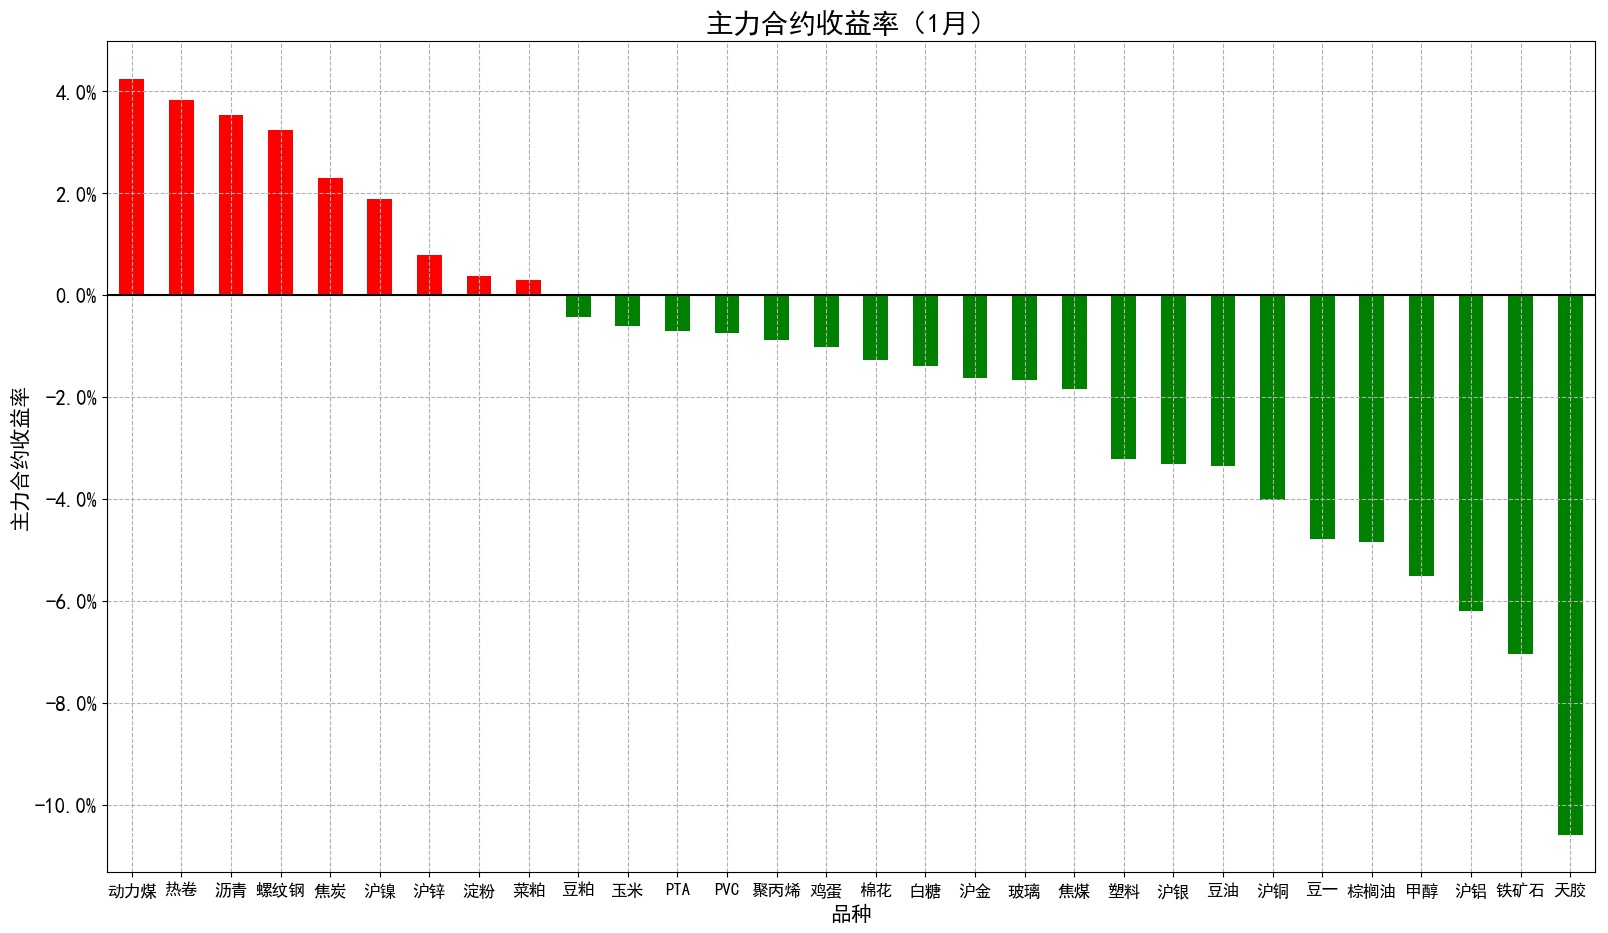 主力合约收益率（1月）
4.0%
2.0%
0.0%
−2.0%
−4.0%
−6.0%
−8.0%
−10.0%
主力合约收益率
动力煤 热卷 沥青 螺纹钢 焦炭 沪镍 沪锌 淀粉 菜粕 豆粕 玉米 PTA PVC 聚丙烯 鸡蛋 棉花 白糖 沪金 玻璃 焦煤 塑料 沪银 豆油 沪铜 豆一 棕榈油 甲醇 沪铝 铁矿石 天胶
品种